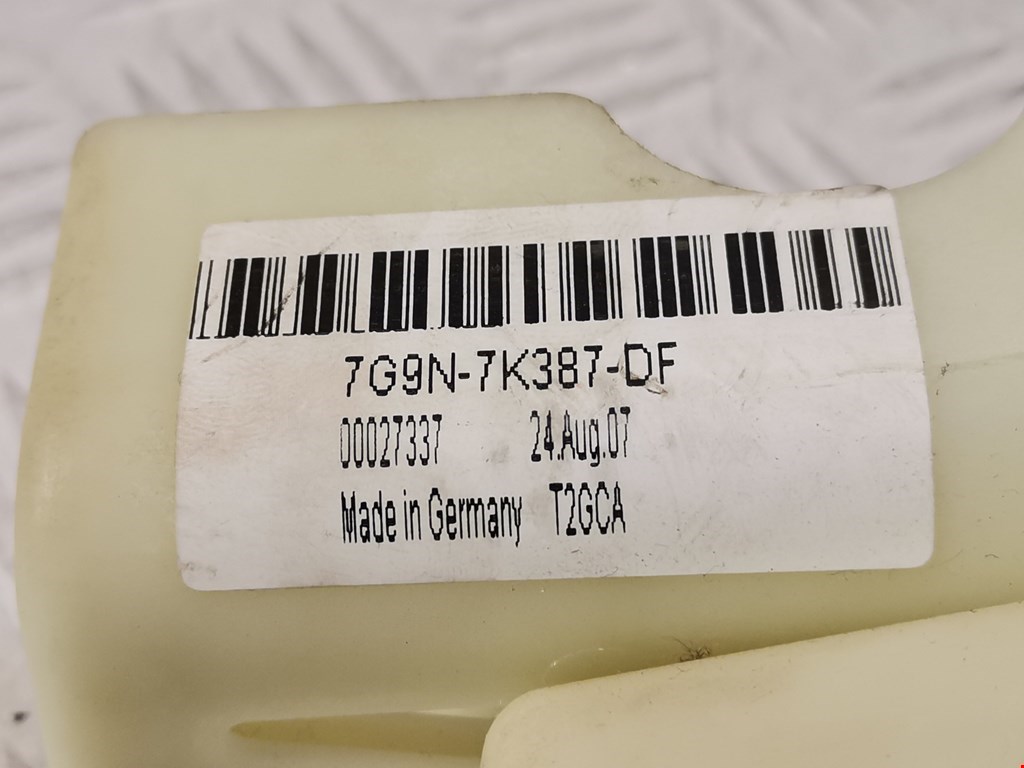 7G9N-7K387-DF
00027337 24.Aug.07
Made in Germany T2GCA